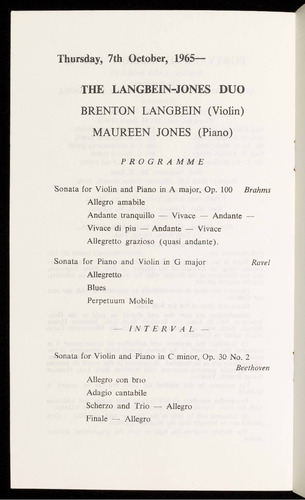 Thursday, 7th October, 1965—
THE LANGBEIN-JONES DUO
BRENTON LANGBEIN (Violin)
MAUREEN JONES (Piano)
PROGRAMME
Sonata for Violin and Piano in A major, Op. 100 Brahms
Allegro amabile
Andante tranquillo — Vivace — Andante —
Vivace di piu — Andante — Vivace
Allegretto grazioso (quasi andante).
Sonata for Piano and Violin in G major Ravel
Allegretto
Blues
Perpetuum Mobile
— INTERVAL —
Sonata for Violin and Piano in C minor, Op. 30 No. 2
Beethoven
Allegro con brio
Adagio cantabile
Scherzo and Trio — Allegro
Finale — Allegro